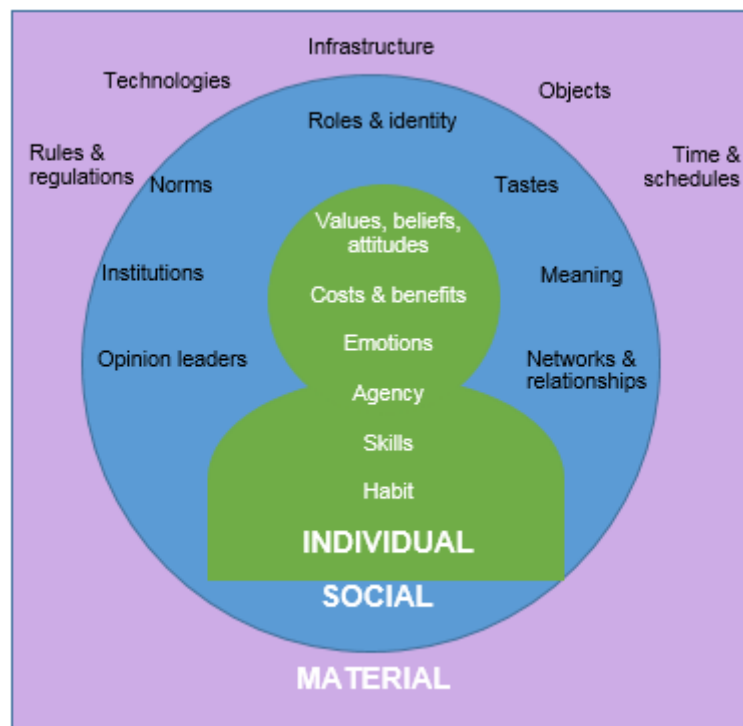 Infrastructure
Technologies
Objects
Roles & identity
Rules &
regulations
Time &
schedules
Norms
Tastes
Values, beliefs,
attitudes
Institutions
Meaning
Costs & benefits
Emotions
Opinion leaders
Networks &
relationships
Agency
Skills
Habit
INDIVIDUAL
SOCIAL
MATERIAL